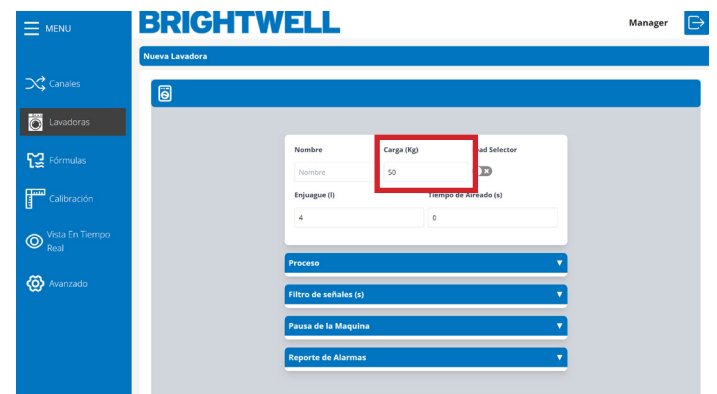 MENU
BRIGHTWELL
Manager
Nueva Lavadora
Canales
Lavadoras
Fórmulas
Calibración
Vista En Tiempo
Real
Avanzado
Nombre
Carga (Kg)
ad Selector
Nombre
50
Enjuague (l)
Tiempo de Aireado (s)
4
0
Proceso
Filtro de señales (s)
Pausa de la Maquina
Reporte de Alarmas